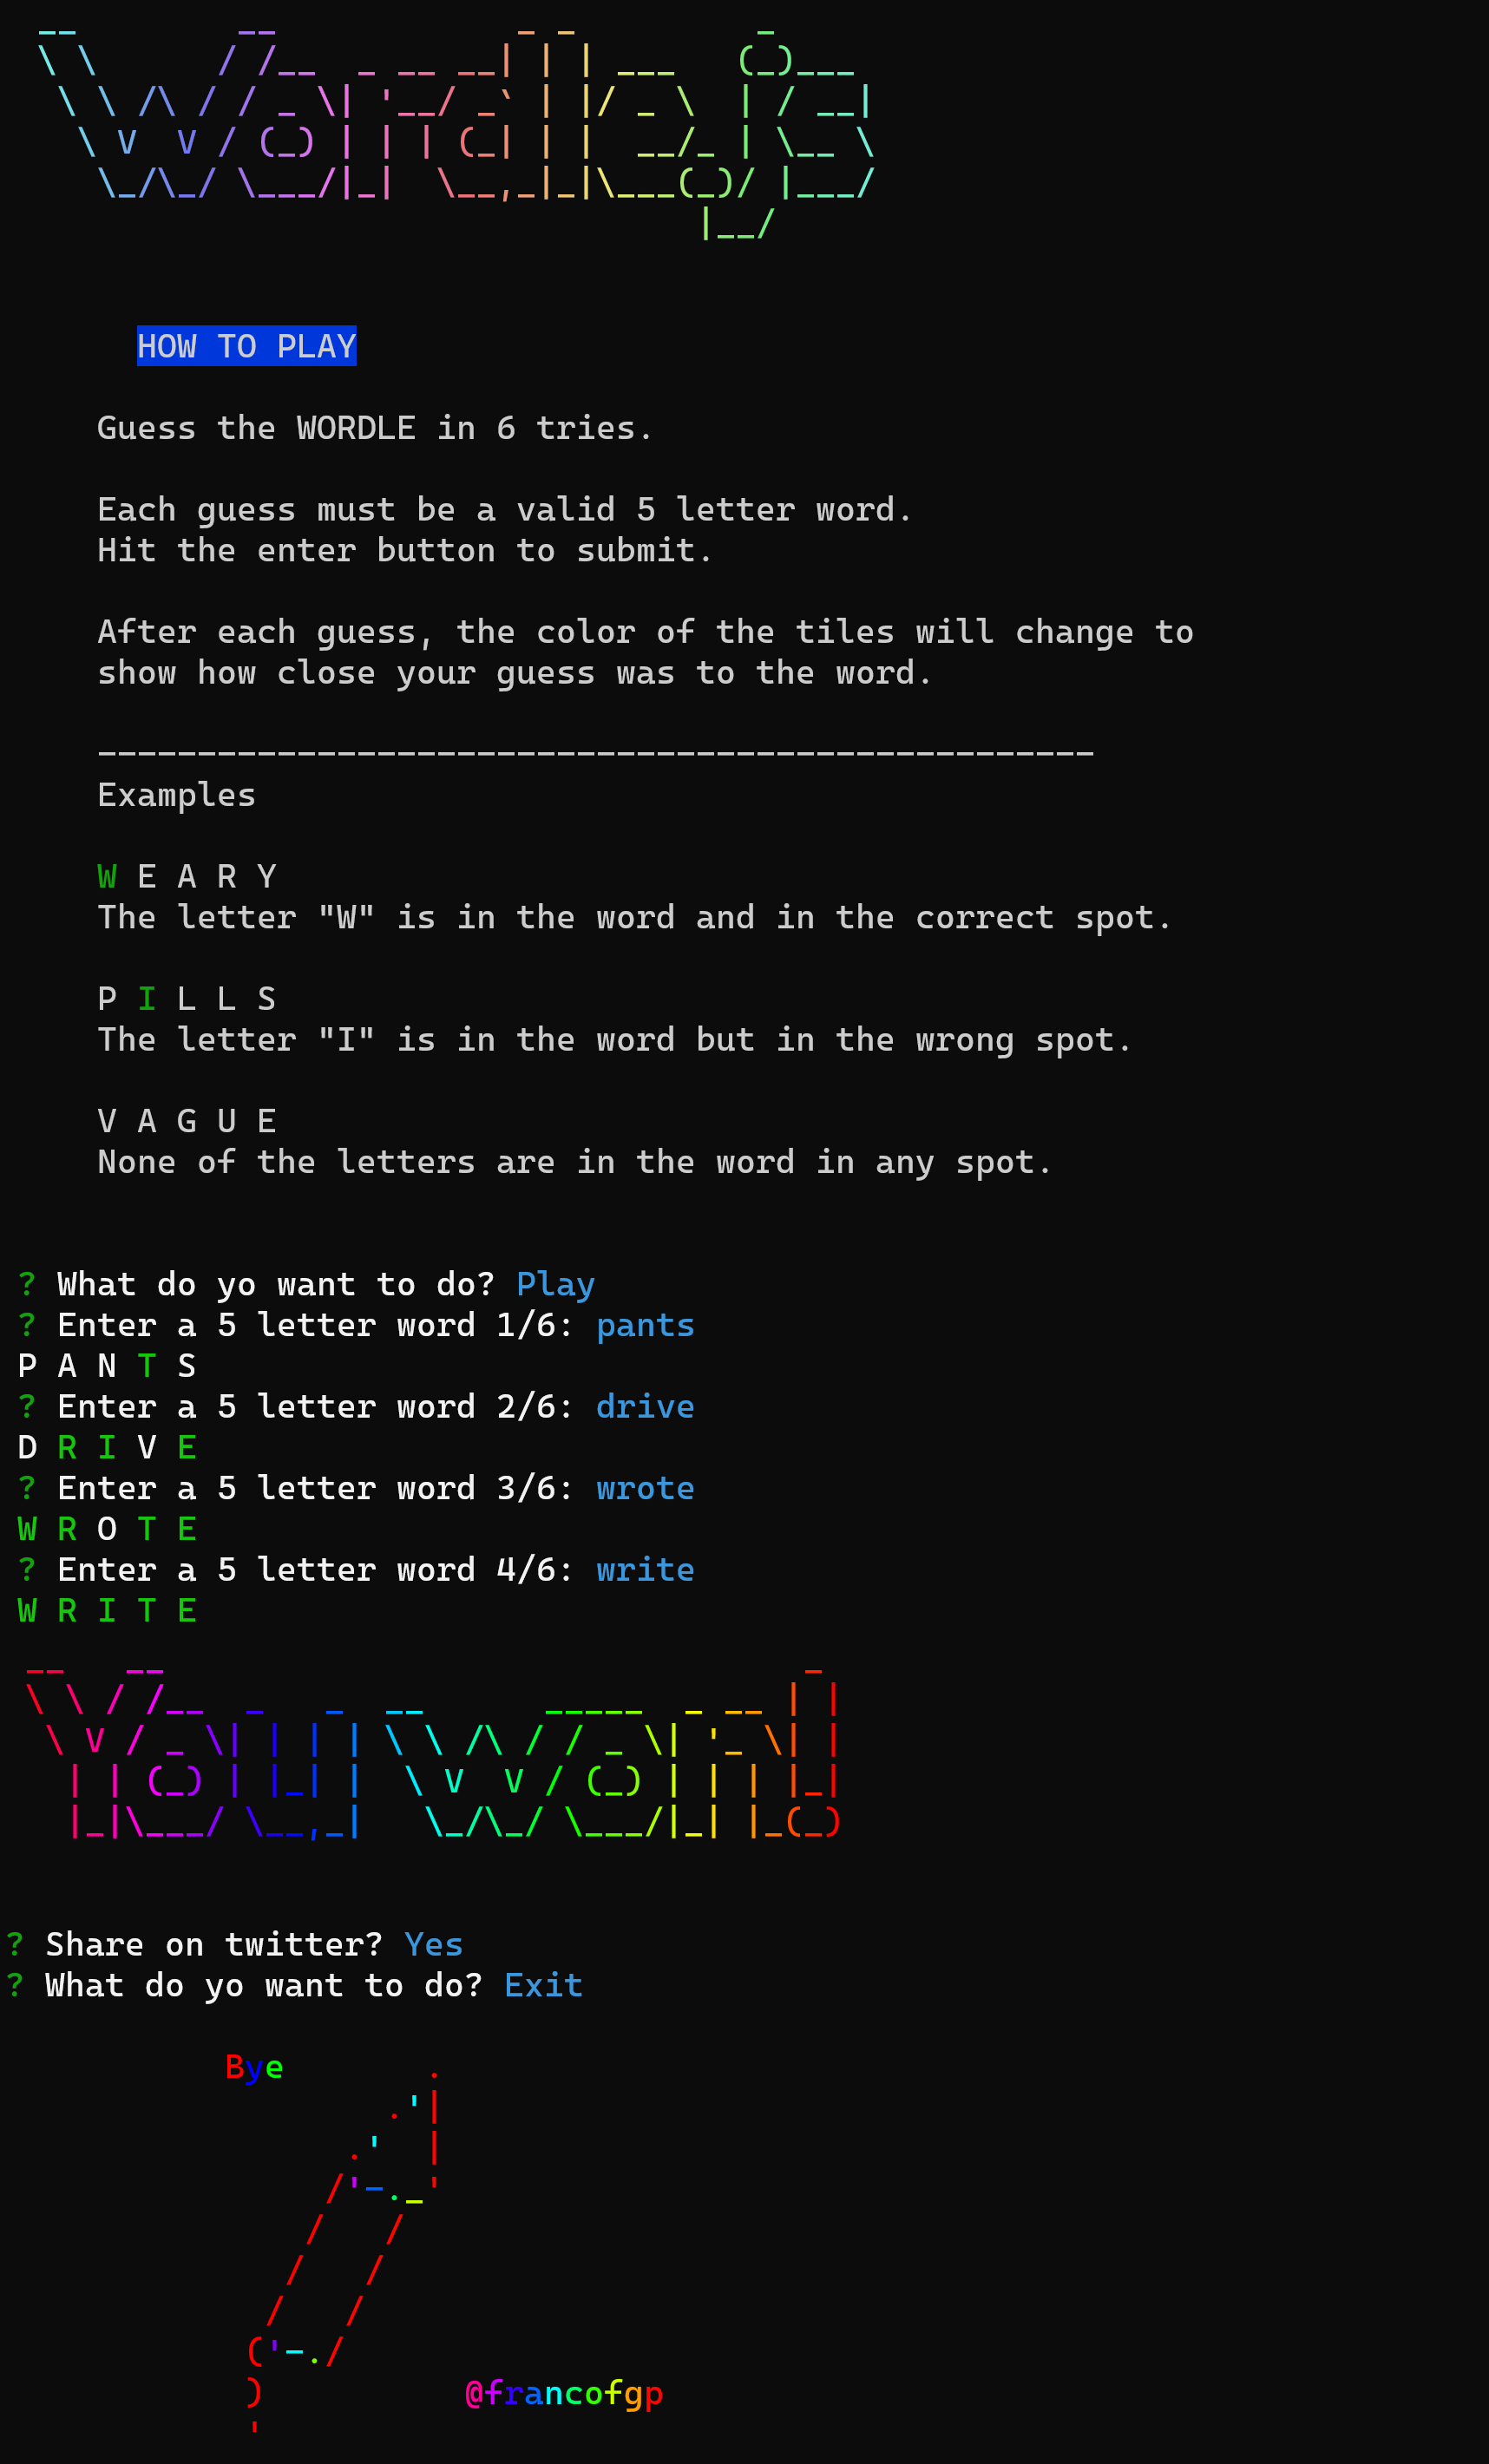 Wordle.js
HOW TO PLAY
Guess the WORDLE in 6 tries.
Each guess must be a valid 5 letter word.
Hit the enter button to submit.
After each guess, the color of the tiles will change to
show how close your guess was to the word.
--------------------------------------------------
Examples
W E A R Y
The letter "W" is in the word and in the correct spot.
P I L L S
The letter "I" is in the word but in the wrong spot.
V A G U E
None of the letters are in the word in any spot.
? What do yo want to do? Play
? Enter a 5 letter word 1/6: pants
P A N T S
? Enter a 5 letter word 2/6: drive
D R I V E
? Enter a 5 letter word 3/6: wrote
W R O T E
? Enter a 5 letter word 4/6: write
W R I T E
You won!
? Share on twitter? Yes
? What do yo want to do? Exit
Bye
@francofgp